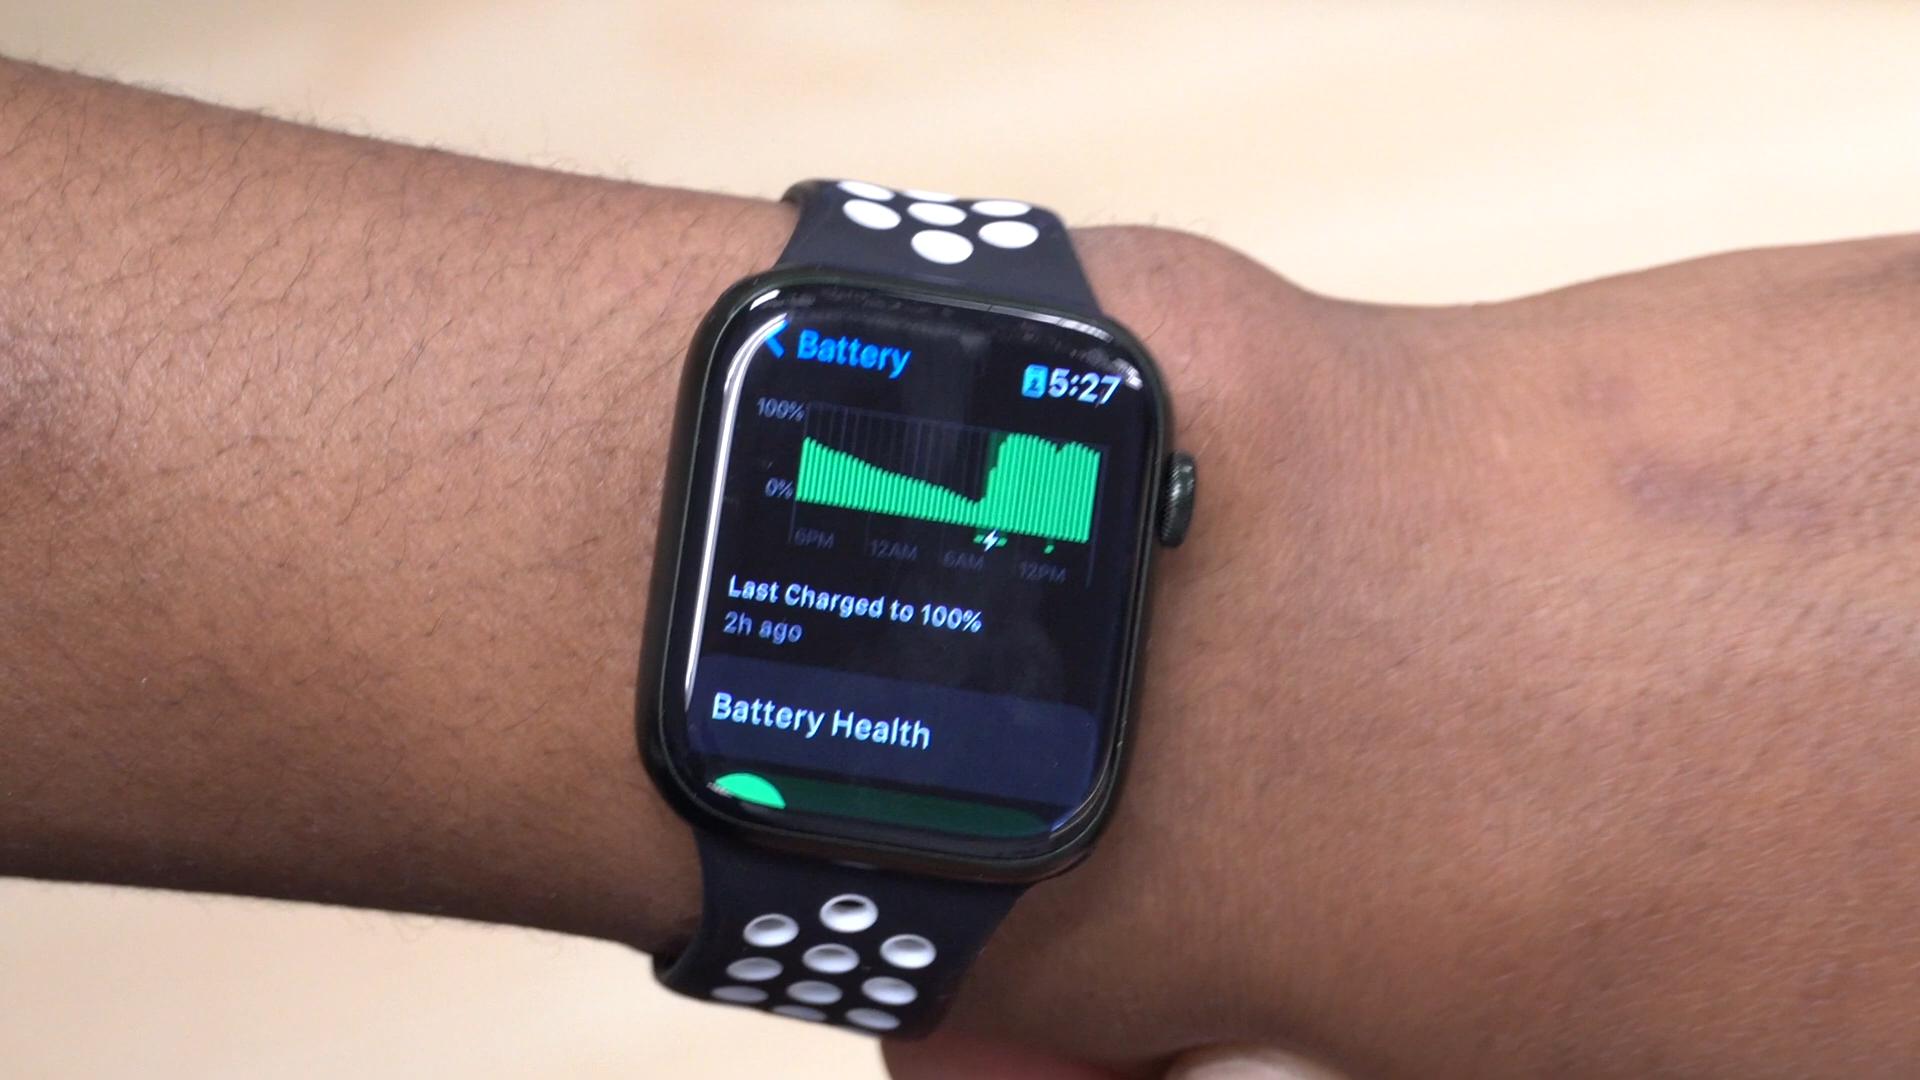 Battery
5:27
100%
0%
6PM 12AM 6AM 12PM
Last Charged to 100%
2h ago
Battery Health